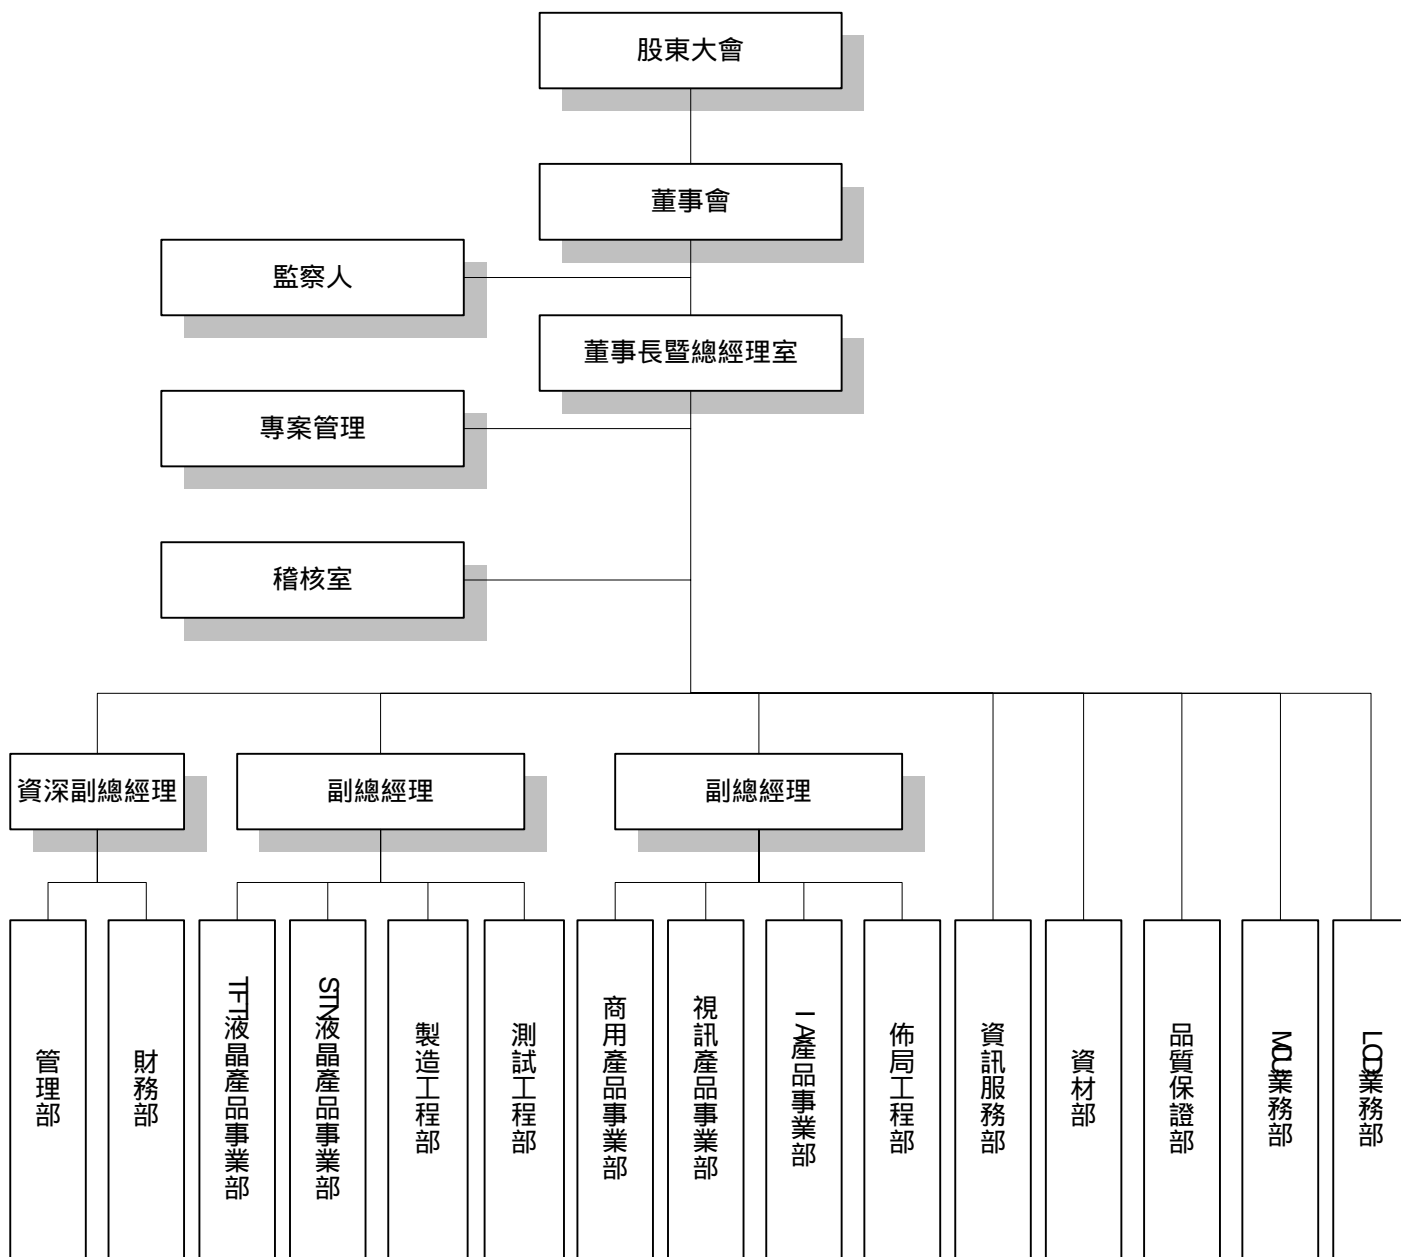 股東大會
董事會
監察人
董事長暨總經理室
專案管理
稽核室
資深副總經理
副總經理
副總經理
管理部
財務部
TFT液晶產品事業部
STN液晶產品事業部
製造工程部
測試工程部
商用產品事業部
視訊產品事業部
IA產品事業部
佈局工程部
資訊服務部
資材部
品質保證部
MCU業務部
LCD業務部